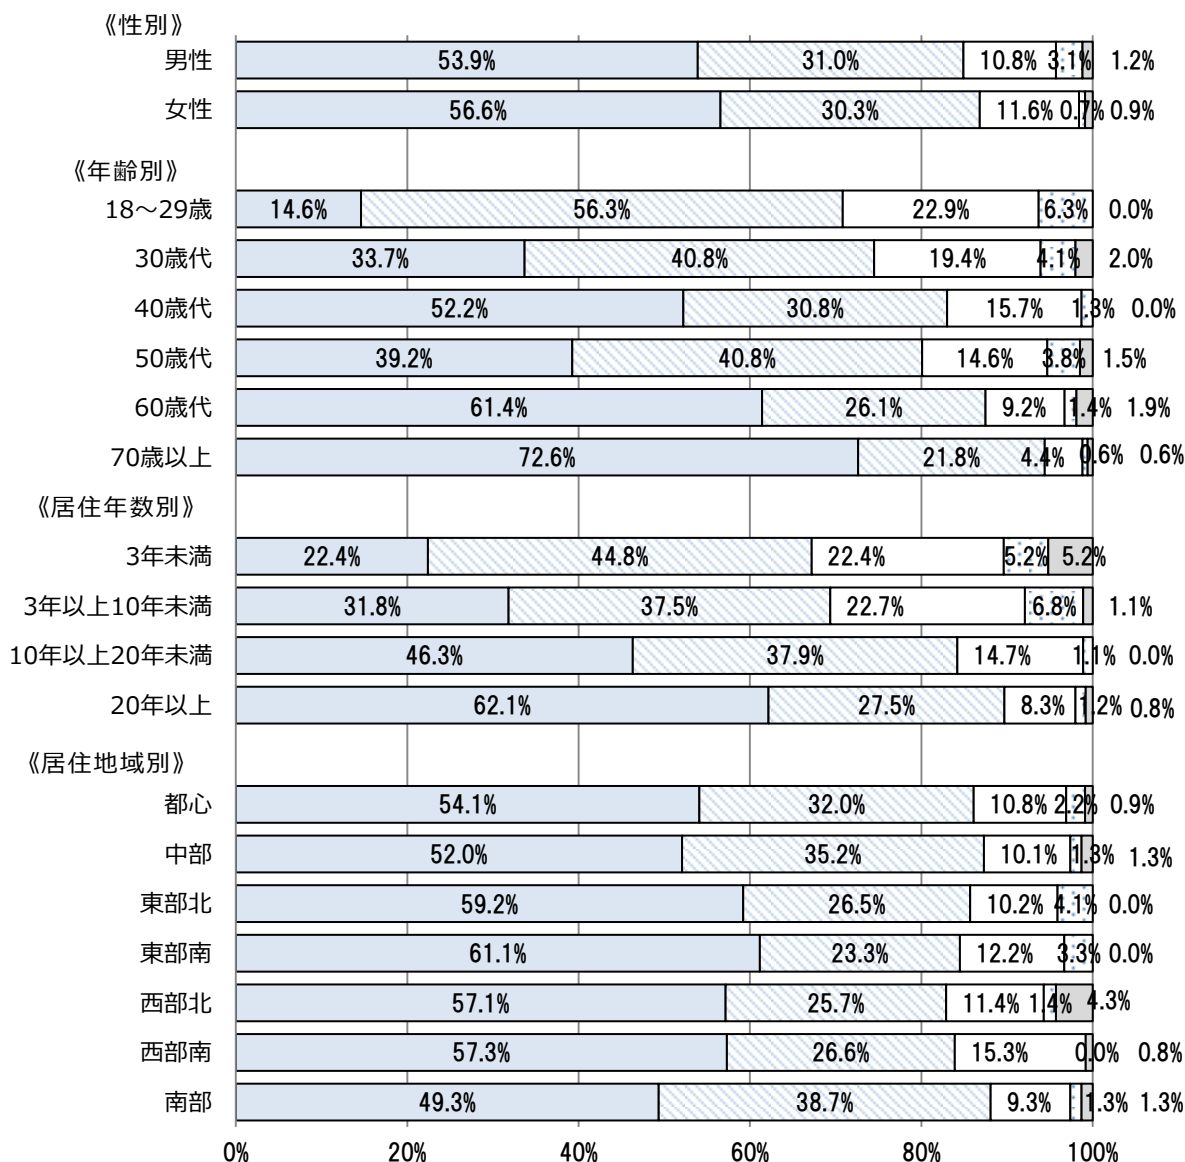 《性別》
男性 53.9% 31.0% 10.8% 3.1% 1.2%
女性 56.6% 30.3% 11.6% 0.7% 0.9%
《年齢別》
18～29歳 14.6% 56.3% 22.9% 6.3% 0.0%
30歳代 33.7% 40.8% 19.4% 4.1% 2.0%
40歳代 52.2% 30.8% 15.7% 1.3% 0.0%
50歳代 39.2% 40.8% 14.6% 3.8% 1.5%
60歳代 61.4% 26.1% 9.2% 1.4% 1.9%
70歳以上 72.6% 21.8% 4.4% 0.6% 0.6%
《居住年数別》
3年未満 22.4% 44.8% 22.4% 5.2% 5.2%
3年以上10年未満 31.8% 37.5% 22.7% 6.8% 1.1%
10年以上20年未満 46.3% 37.9% 14.7% 1.1% 0.0%
20年以上 62.1% 27.5% 8.3% 1.2% 0.8%
《居住地域別》
都心 54.1% 32.0% 10.8% 2.2% 0.9%
中部 52.0% 35.2% 10.1% 1.3% 1.3%
東部北 59.2% 26.5% 10.2% 4.1% 0.0%
東部南 61.1% 23.3% 12.2% 3.3% 0.0%
西部北 57.1% 25.7% 11.4% 1.4% 4.3%
西部南 57.3% 26.6% 15.3% 0.0% 0.8%
南部 49.3% 38.7% 9.3% 1.3% 1.3%
0% 20% 40% 60% 80% 100%